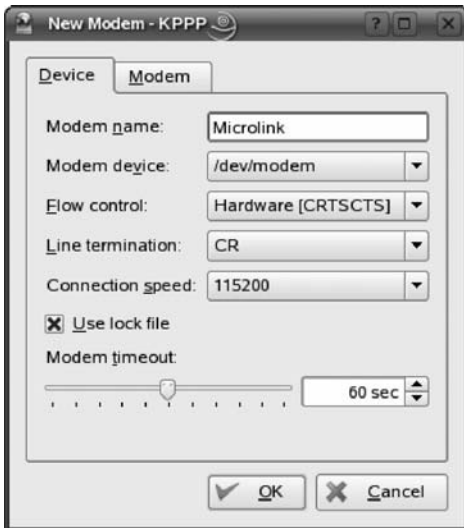 New Modem - KPPP
Device Modem
Modem name: Microlink
Modem device: /dev/modem
Flow control: Hardware [CRTSCTS]
Line termination: CR
Connection speed: 115200
Use lock file
Modem timeout:
60 sec
OK Cancel